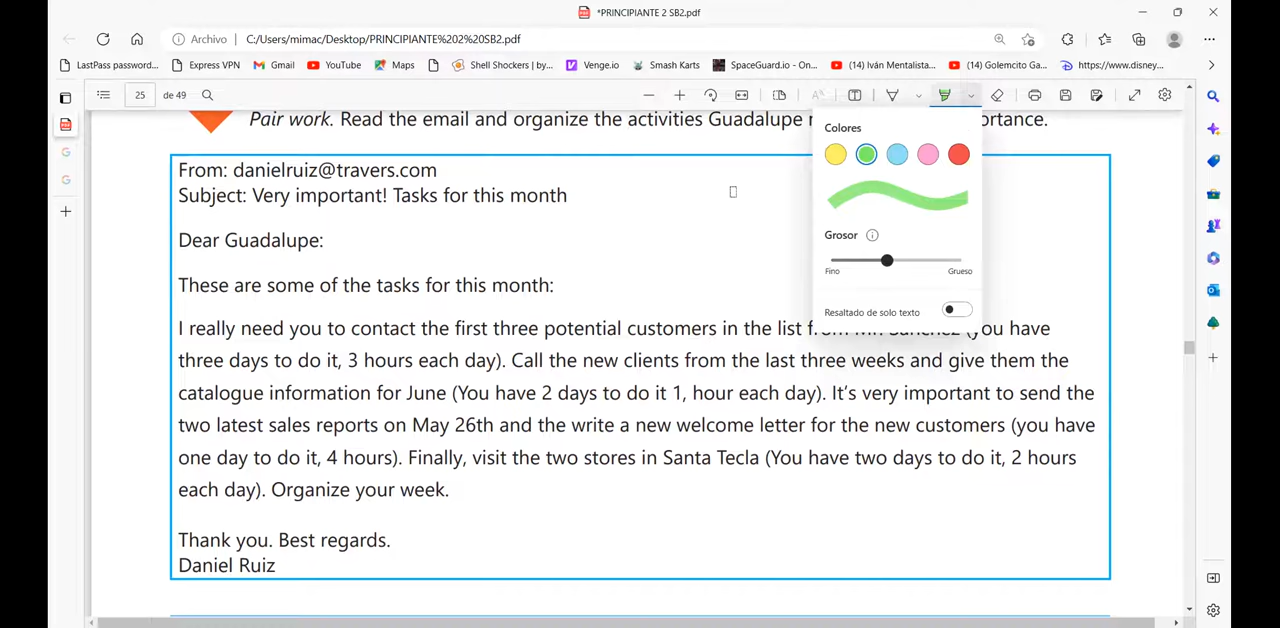 *PRINCIPIANTE 2 SB2.pdf
Archivo C:/Users/mimac/Desktop/PRINCIPIANTE%202%20SB2.pdf
LastPass password... Express VPN Gmail YouTube Maps Shell Shockers | by... Venge.io Smash Karts SpaceGuard.io - On... (14) Iván Mentalista... (14) Golemcito Ga... https://www.disney...
25 de 49
Pair work. Read the email and organize the activities Guadalupe
Colores
Grosor
Fino Grueso
Resaltado de solo texto
From: danielruiz@travers.com
Subject: Very important! Tasks for this month
Dear Guadalupe:
These are some of the tasks for this month:
I really need you to contact the first three potential customers in the list from Mr. Sanchez (you have
three days to do it, 3 hours each day). Call the new clients from the last three weeks and give them the
catalogue information for June (You have 2 days to do it 1, hour each day). It's very important to send the
two latest sales reports on May 26th and the write a new welcome letter for the new customers (you have
one day to do it, 4 hours). Finally, visit the two stores in Santa Tecla (You have two days to do it, 2 hours
each day). Organize your week.
Thank you. Best regards.
Daniel Ruiz